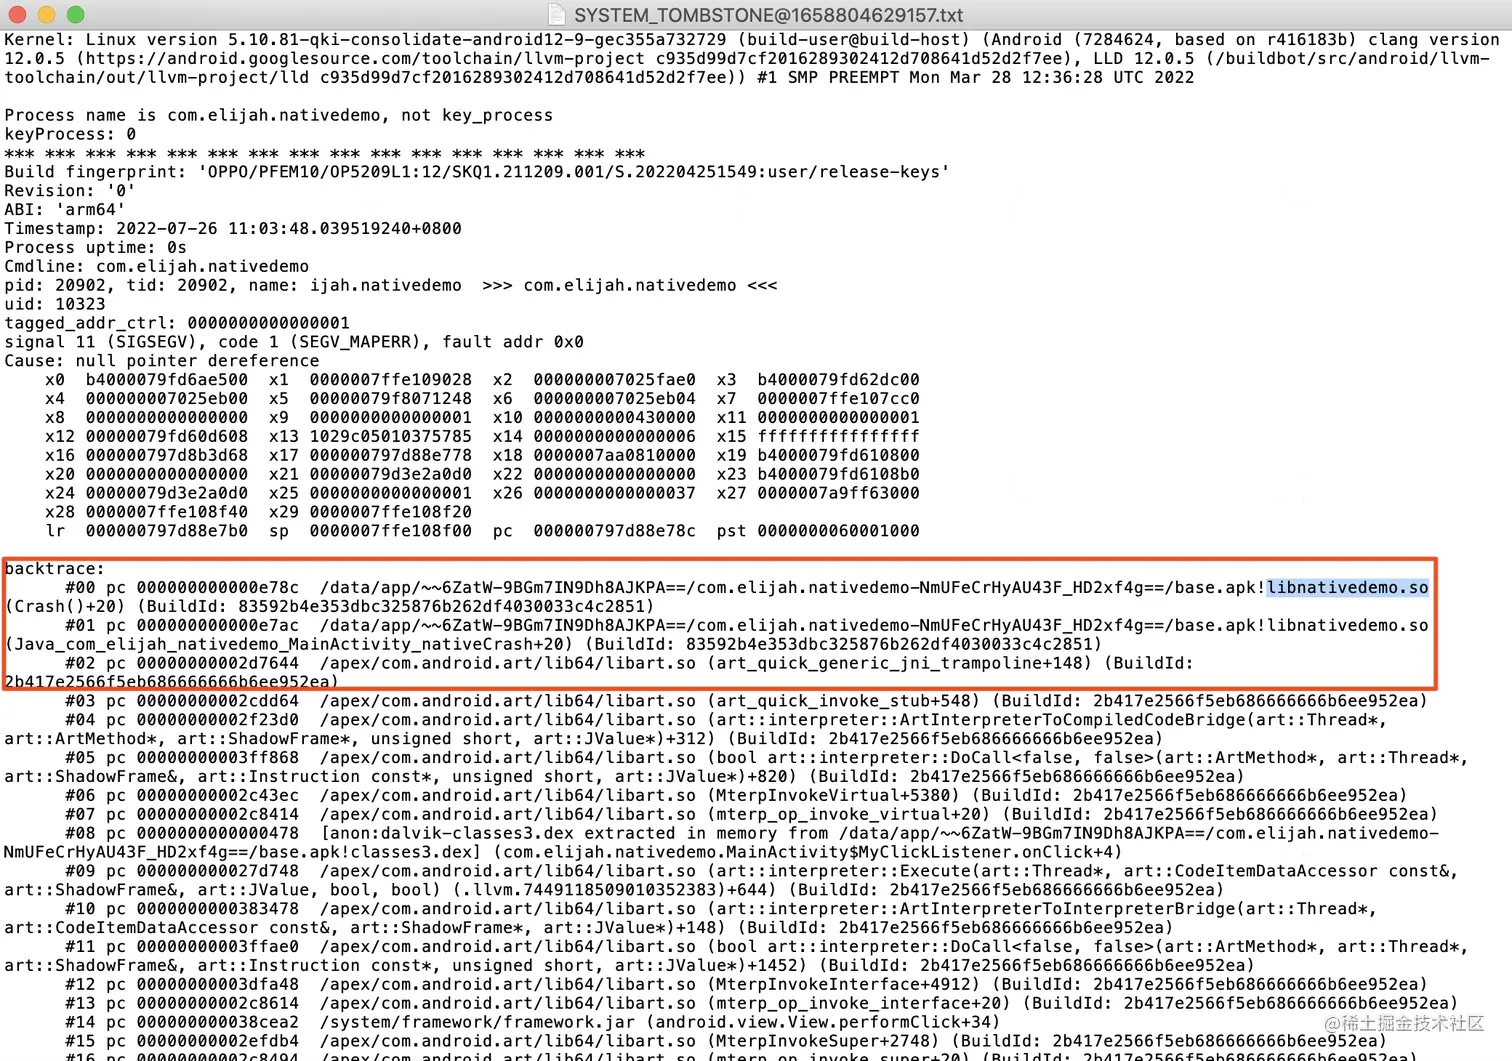 SYSTEM_TOMBSTONE@1658804629157.txt
Kernel: Linux version 5.10.81-qki-consolidate-android12-9-gec355a732729 (build-user@build-host) (Android (7284624, based on r416183b) clang version
12.0.5 (https://android.googlesource.com/toolchain/llvm-project c935d99d7cf2016289302412d708641d52d2f7ee), LLD 12.0.5 (/buildbot/src/android/llvm-
toolchain/out/llvm-project/lld c935d99d7cf2016289302412d708641d52d2f7ee)) #1 SMP PREEMPT Mon Mar 28 12:36:28 UTC 2022
Process name is com.elijah.nativedemo, not key_process
keyProcess: 0
*** *** *** *** *** *** *** *** *** *** *** *** *** *** *** ***
Build fingerprint: 'OPPO/PFEM10/OP5209L1:12/SKQ1.211209.001/S.202204251549:user/release-keys'
Revision: '0'
ABI: 'arm64'
Timestamp: 2022-07-26 11:03:48.039519240+0800
Process uptime: 0s
Cmdline: com.elijah.nativedemo
pid: 20902, tid: 20902, name: ijah.nativedemo  >>> com.elijah.nativedemo <<<
uid: 10323
tagged_addr_ctrl: 0000000000000001
signal 11 (SIGSEGV), code 1 (SEGV_MAPERR), fault addr 0x0
Cause: null pointer dereference
x0  b4000079fd6ae500  x1  0000007ffe109028  x2  000000007025fae0  x3  b4000079fd62dc00
x4  000000007025eb00  x5  00000079f8071248  x6  000000007025eb04  x7  0000007ffe107cc0
x8  0000000000000000  x9  0000000000000001  x10 0000000000430000  x11 0000000000000001
x12 00000079fd60d608  x13 1029c05010375785  x14 0000000000000006  x15 ffffffffffffffff
x16 000000797d8b3d68  x17 000000797d88e778  x18 0000007aa0810000  x19 b4000079fd610800
x20 0000000000000000  x21 00000079d3e2a0d0  x22 0000000000000000  x23 b4000079fd6108b0
x24 00000079d3e2a0d0  x25 0000000000000001  x26 0000000000000037  x27 0000007a9ff63000
x28 0000007ffe108f40  x29 0000007ffe108f20
lr  000000797d88e7b0  sp  0000007ffe108f00  pc  000000797d88e78c  pst 0000000060001000
backtrace:
#00 pc 000000000000e78c  /data/app/~~6ZatW-9BGm7IN9Dh8AJKPA==/com.elijah.nativedemo-NmUFeCrHyAU43F_HD2xf4g==/base.apk!libnativedemo.so
(Crash()+20) (BuildId: 83592b4e353dbc325876b262df4030033c4c2851)
#01 pc 000000000000e7ac  /data/app/~~6ZatW-9BGm7IN9Dh8AJKPA==/com.elijah.nativedemo-NmUFeCrHyAU43F_HD2xf4g==/base.apk!libnativedemo.so
(Java_com_elijah_nativedemo_MainActivity_nativeCrash+20) (BuildId: 83592b4e353dbc325876b262df4030033c4c2851)
#02 pc 00000000002d7644  /apex/com.android.art/lib64/libart.so (art_quick_generic_jni_trampoline+148) (BuildId:
2b417e2566f5eb686666666b6ee952ea)
#03 pc 00000000002cdd64  /apex/com.android.art/lib64/libart.so (art_quick_invoke_stub+548) (BuildId: 2b417e2566f5eb686666666b6ee952ea)
#04 pc 00000000002f23d0  /apex/com.android.art/lib64/libart.so (art::interpreter::ArtInterpreterToCompiledCodeBridge(art::Thread*,
art::ArtMethod*, art::ShadowFrame*, unsigned short, art::JValue*)+312) (BuildId: 2b417e2566f5eb686666666b6ee952ea)
#05 pc 00000000003ff868  /apex/com.android.art/lib64/libart.so (bool art::interpreter::DoCall<false, false>(art::ArtMethod*, art::Thread*,
art::ShadowFrame&, art::Instruction const*, unsigned short, art::JValue*)+820) (BuildId: 2b417e2566f5eb686666666b6ee952ea)
#06 pc 00000000002c43ec  /apex/com.android.art/lib64/libart.so (MterpInvokeVirtual+5380) (BuildId: 2b417e2566f5eb686666666b6ee952ea)
#07 pc 00000000002c8414  /apex/com.android.art/lib64/libart.so (mterp_op_invoke_virtual+20) (BuildId: 2b417e2566f5eb686666666b6ee952ea)
#08 pc 0000000000000478  [anon:dalvik-classes3.dex extracted in memory from /data/app/~~6ZatW-9BGm7IN9Dh8AJKPA==/com.elijah.nativedemo-
NmUFeCrHyAU43F_HD2xf4g==/base.apk!classes3.dex] (com.elijah.nativedemo.MainActivity$MyClickListener.onClick+4)
#09 pc 000000000027d748  /apex/com.android.art/lib64/libart.so (art::interpreter::Execute(art::Thread*, art::CodeItemDataAccessor const&,
art::ShadowFrame&, art::JValue, bool, bool) (.llvm.7449118509010352383)+644) (BuildId: 2b417e2566f5eb686666666b6ee952ea)
#10 pc 0000000000383478  /apex/com.android.art/lib64/libart.so (art::interpreter::ArtInterpreterToInterpreterBridge(art::Thread*,
art::CodeItemDataAccessor const&, art::ShadowFrame*, art::JValue*)+148) (BuildId: 2b417e2566f5eb686666666b6ee952ea)
#11 pc 00000000003ffae0  /apex/com.android.art/lib64/libart.so (bool art::interpreter::DoCall<false, false>(art::ArtMethod*, art::Thread*,
art::ShadowFrame&, art::Instruction const*, unsigned short, art::JValue*)+1452) (BuildId: 2b417e2566f5eb686666666b6ee952ea)
#12 pc 00000000003dfa48  /apex/com.android.art/lib64/libart.so (MterpInvokeInterface+4912) (BuildId: 2b417e2566f5eb686666666b6ee952ea)
#13 pc 00000000002c8614  /apex/com.android.art/lib64/libart.so (mterp_op_invoke_interface+20) (BuildId: 2b417e2566f5eb686666666b6ee952ea)
#14 pc 000000000038cea2  /system/framework/framework.jar (android.view.View.performClick+34)
@稀土掘金技术社区
#15 pc 00000000002efdb4  /apex/com.android.art/lib64/libart.so (MterpInvokeSuper+2748) (BuildId: 2b417e2566f5eb686666666b6ee952ea)
#16 pc 00000000002c8494  /apex/com.android.art/lib64/libart.so (mterp_op_invoke_super+20) (BuildId: 2b417e2566f5eb686666666b6ee952ea)